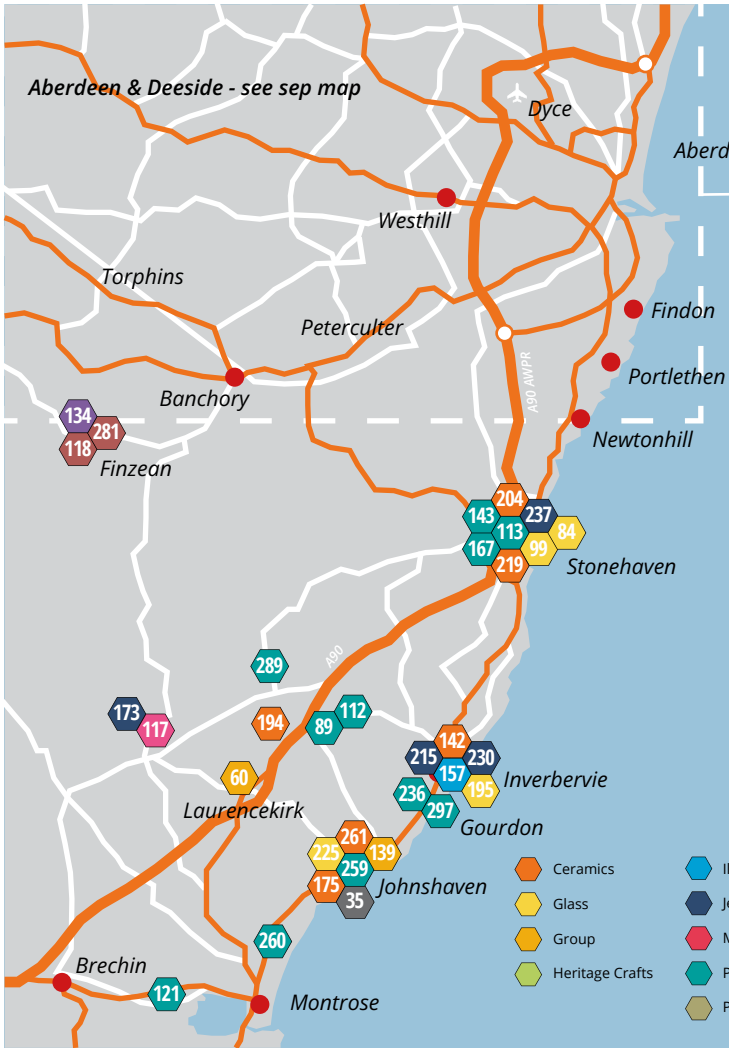 Aberdeen & Deeside - see sep map
Dyce
Aberd
Westhill
Torphins
Findon
Peterculter
Portlethen
A90 AWPR
Banchory
Newtonhill
134
281
118
Finzean
204
143
237
113
84
167
99
219
Stonehaven
A90
289
173
117
194
112
89
142
215
230
157
195
Inverbervie
60
Laurencekirk
236
297
Gourdon
261
225
139
259
175
35
Johnshaven
260
Brechin
121
Montrose
Ceramics
Glass
Group
Heritage Crafts
Il
Je
M
P
P